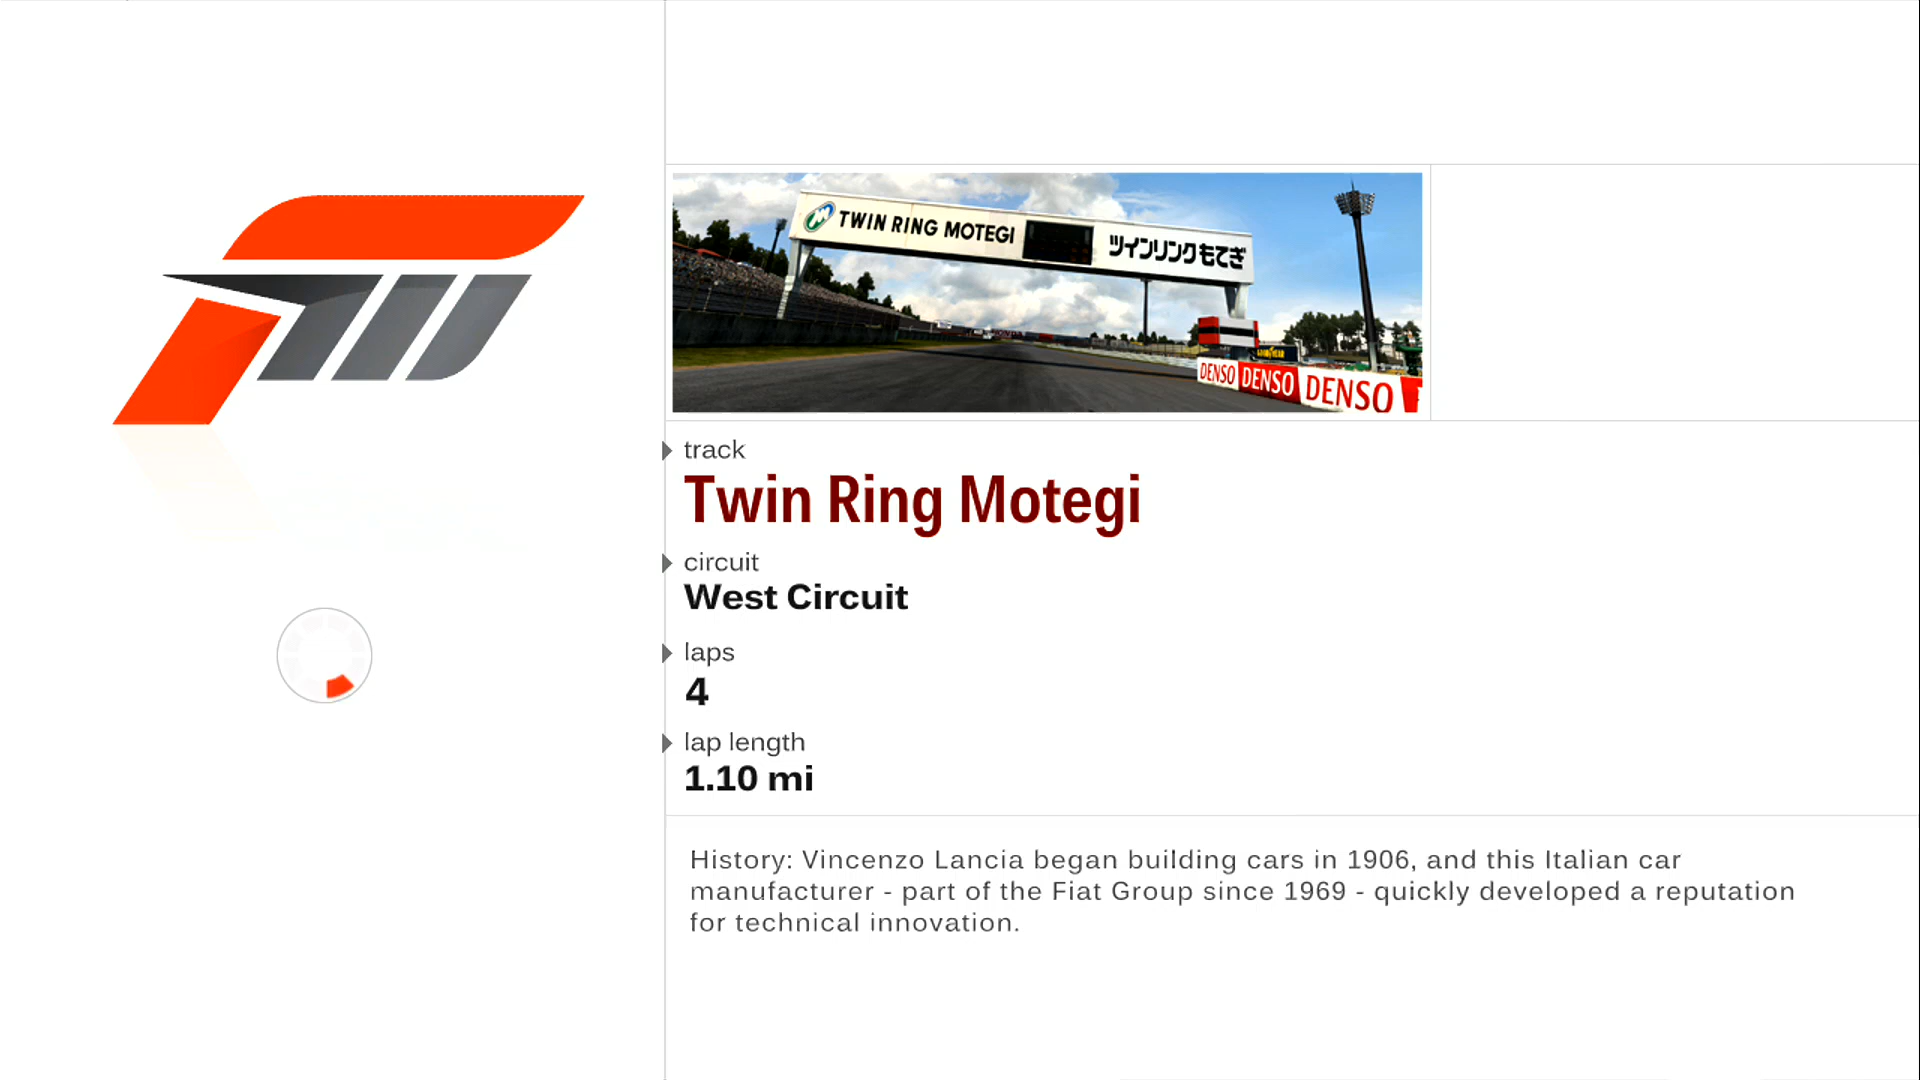 TWIN RING MOTEGI ツインリンクもてぎ
GOODYEAR
DENSO DENSO DENSO
track
Twin Ring Motegi
circuit
West Circuit
laps
4
lap length
1.10 mi
History: Vincenzo Lancia began building cars in 1906, and this Italian car
manufacturer - part of the Fiat Group since 1969 - quickly developed a reputation
for technical innovation.